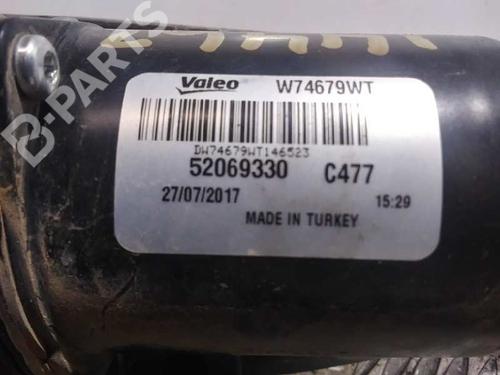 Valeo W74679WT
DW74679WT146523
52069330 C477
27/07/2017 15:29
MADE IN TURKEY
B-PARTS